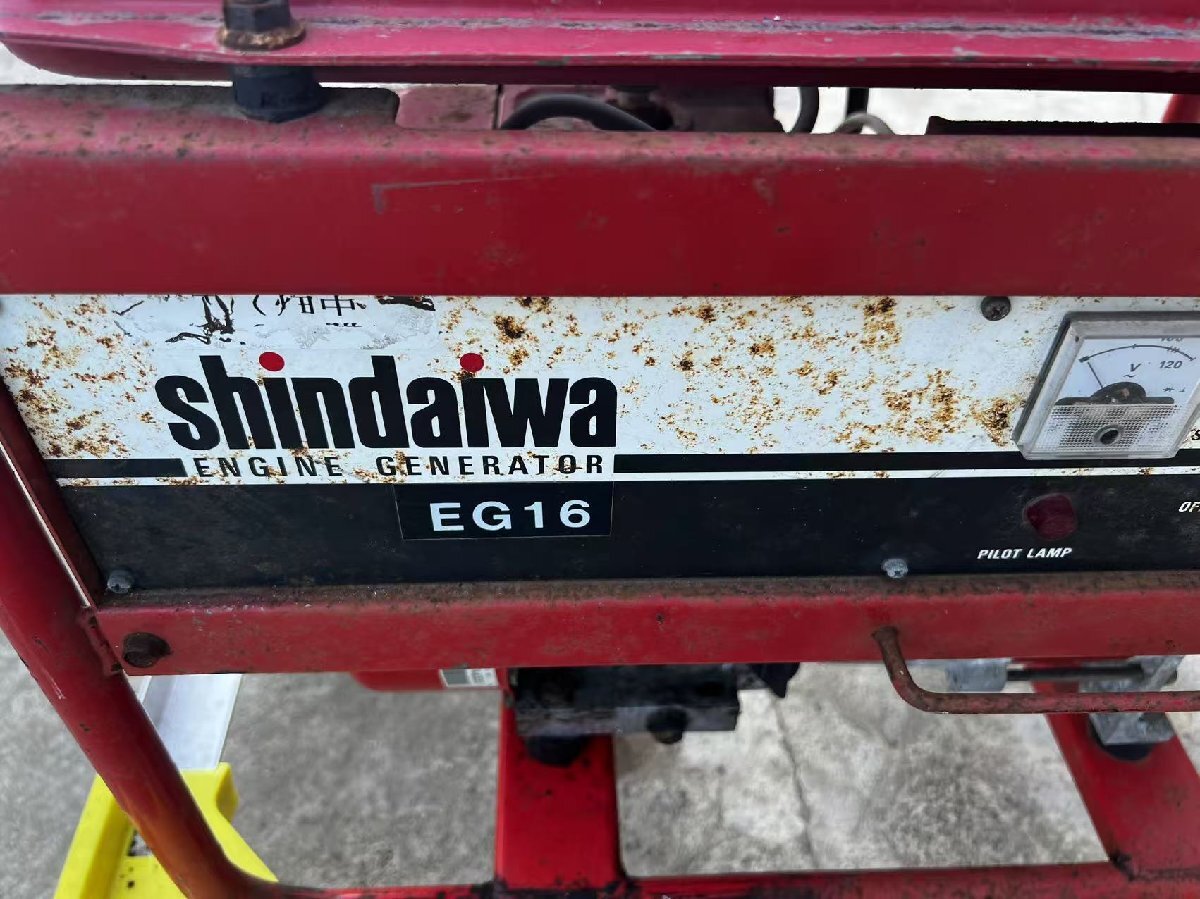 shindaiwa
ENGINE GENERATOR
EG16
V
120
PILOT LAMP